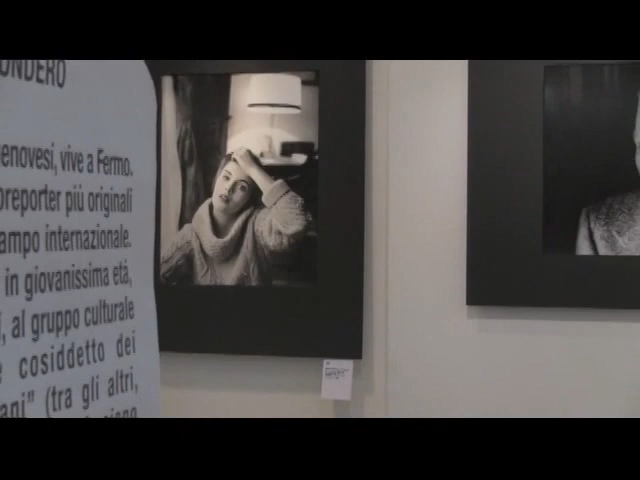 ONDERO
enovesi, vive a Fermo.
oreporter più originali
ampo internazionale.
in giovanissima età,
, al gruppo culturale
cosiddetto dei
ani" (tra gli altri,